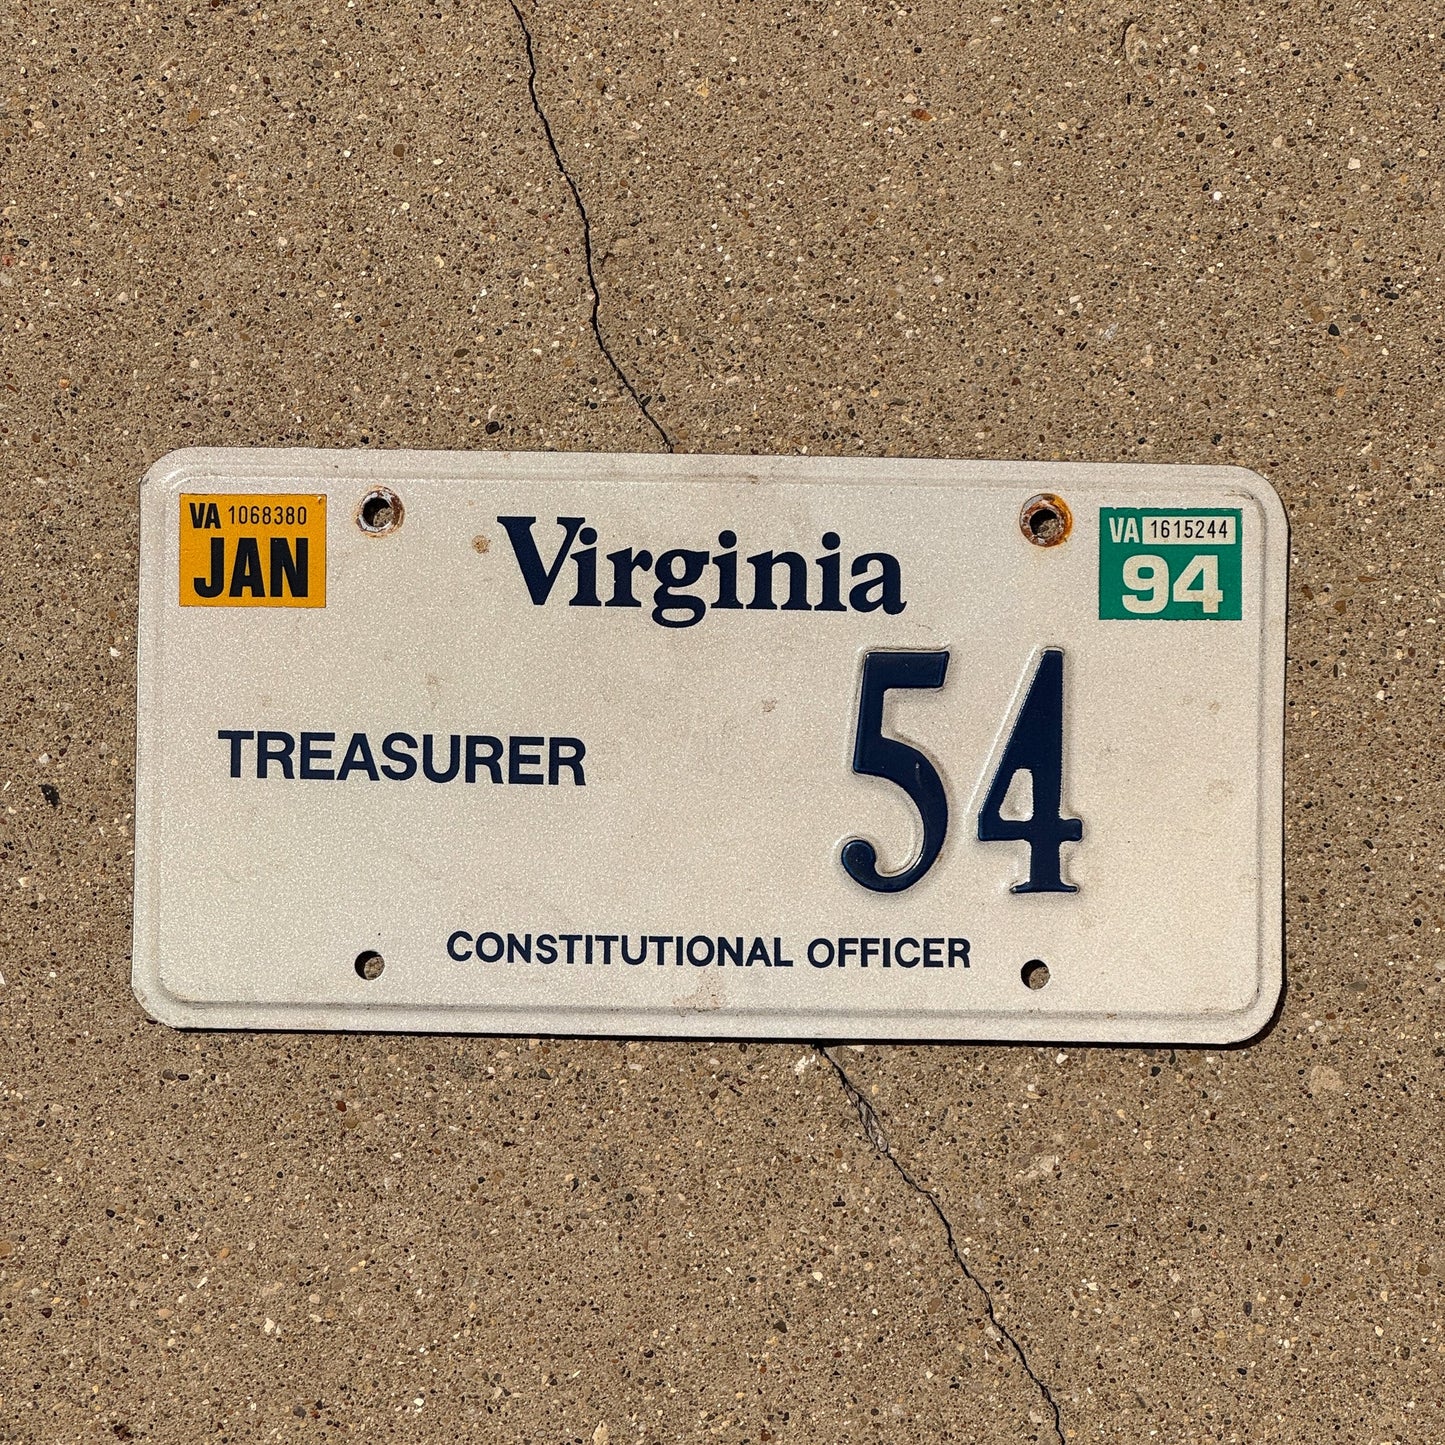 VA 1068380
JAN
Virginia
VA 1615244
94
TREASURER
54
CONSTITUTIONAL OFFICER